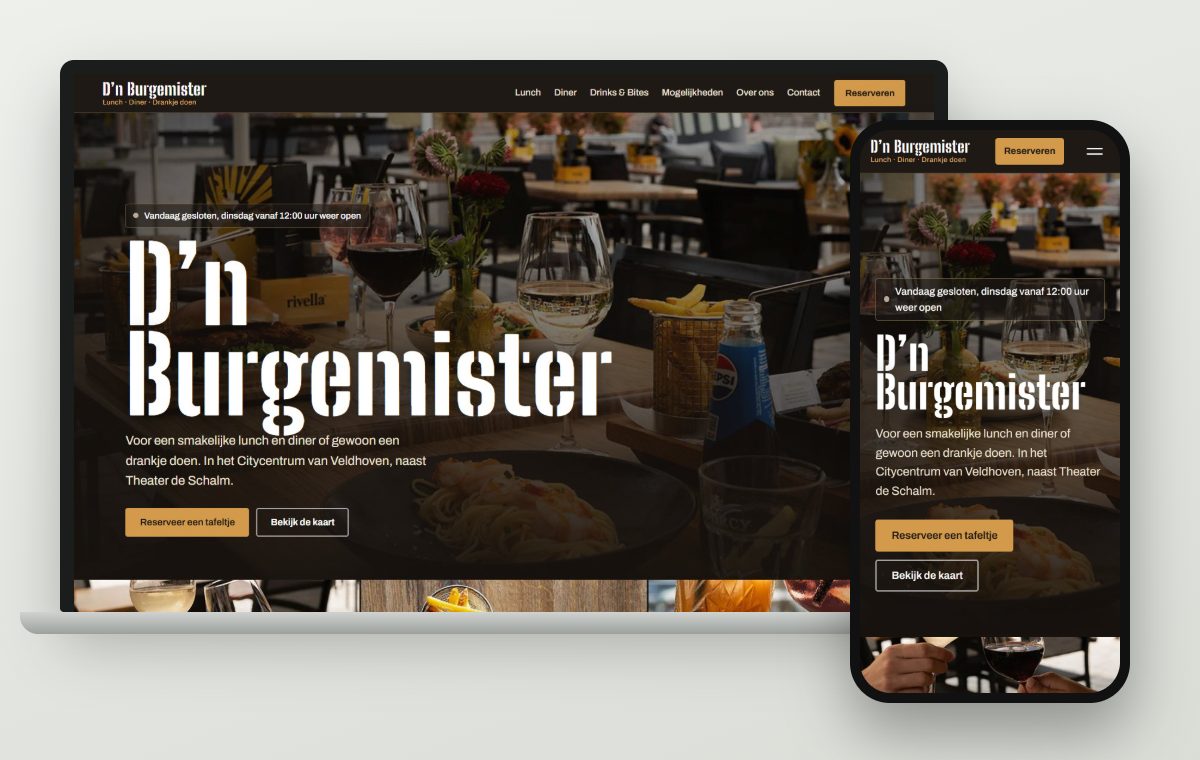 D'n Burgemister
Lunch · Diner · Drankje doen
Lunch Diner Drinks & Bites Mogelijkheden Over ons Contact Reserveren
Vandaag gesloten, dinsdag vanaf 12:00 uur weer open
D'n
Burgemister
Voor een smakelijke lunch en diner of gewoon een
drankje doen. In het Citycentrum van Veldhoven, naast
Theater de Schalm.
Reserveer een tafeltje Bekijk de kaart
rivella
PEPSI
D'n Burgemister
Lunch · Diner · Drankje doen
Reserveren
Vandaag gesloten, dinsdag vanaf 12:00 uur
weer open
D'n
Burgemister
Voor een smakelijke lunch en diner of
gewoon een drankje doen. In het
Citycentrum van Veldhoven, naast Theater
de Schalm.
Reserveer een tafeltje
Bekijk de kaart